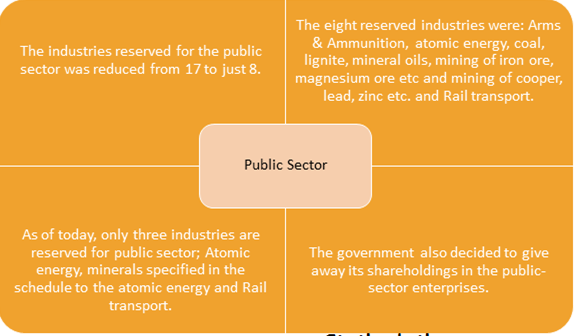 The industries reserved for the public
sector was reduced from 17 to just 8.
The eight reserved industries were: Arms
& Ammunition, atomic energy, coal,
lignite, mineral oils, mining of iron ore,
magnesium ore etc and mining of cooper,
lead, zinc etc. and Rail transport.
Public Sector
As of today, only three industries are
reserved for public sector; Atomic
energy, minerals specified in the
schedule to the atomic energy and Rail
transport.
The government also decided to give
away its shareholdings in the public-
sector enterprises.